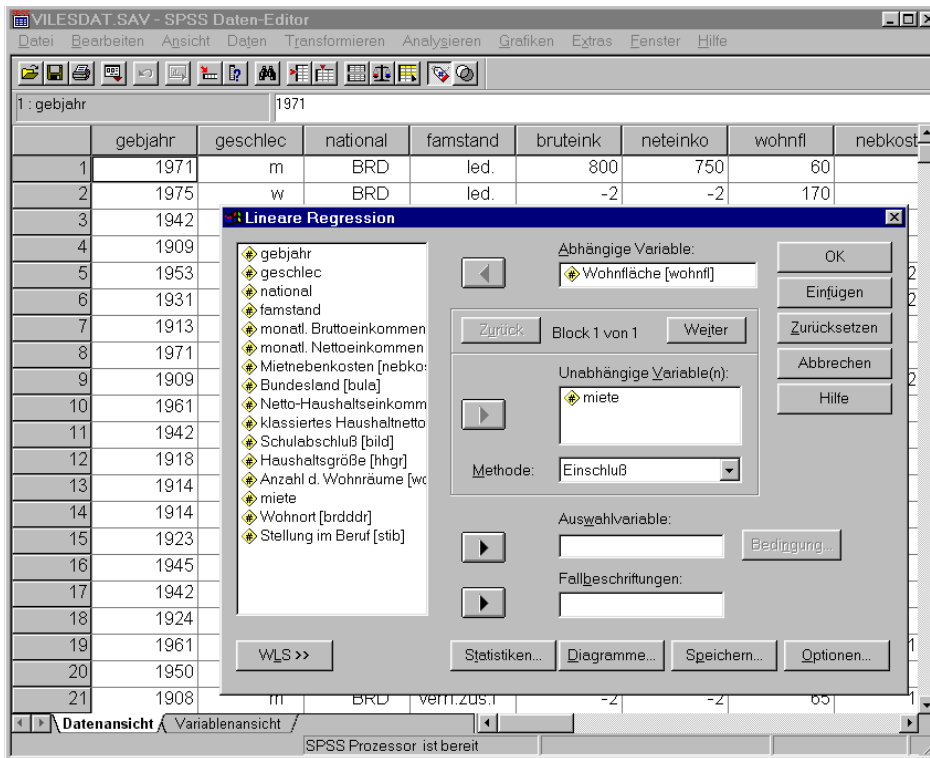 VILESDAT.SAV - SPSS Daten-Editor
Datei Bearbeiten Ansicht Daten Transformieren Analysieren Grafiken Extras Fenster Hilfe
1 : gebjahr 1971
gebjahr geschlec national famstand bruteink neteinko wohnfl nebkost
1 1971 m BRD led. 800 750 60
2 1975 w BRD led. -2 -2 170
3 1942
4 1909
5 1953 2
6 1931 2
7 1913
8 1971
9 1909 2
10 1961
11 1942
12 1918
13 1914
14 1914
15 1923
16 1945
17 1942
18 1924
19 1961 1
20 1950
21 1908 m BRD verh.zus.l -2 -2 65 1
Lineare Regression
gebjahr
geschlec
national
famstand
monatl. Bruttoeinkommen
monatl. Nettoeinkommen
Mietnebenkosten [nebko
Bundesland [bula]
Netto-Haushaltseinkomm
klassiertes Haushaltnetto
Schulabschluß [bild]
Haushaltsgröße [hhgr]
Anzahl d. Wohnräume [wo
miete
Wohnort [brdddr]
Stellung im Beruf [stib]
WLS >>
Abhängige Variable:
Wohnfläche [wohnfl]
Zurück Block 1 von 1 Weiter
Unabhängige Variable(n):
miete
Methode: Einschluß
Auswahlvariable:
Bedingung...
Fallbeschriftungen:
Statistiken... Diagramme... Speichern... Optionen...
OK
Einfügen
Zurücksetzen
Abbrechen
Hilfe
Datenansicht Variablenansicht
SPSS Prozessor ist bereit